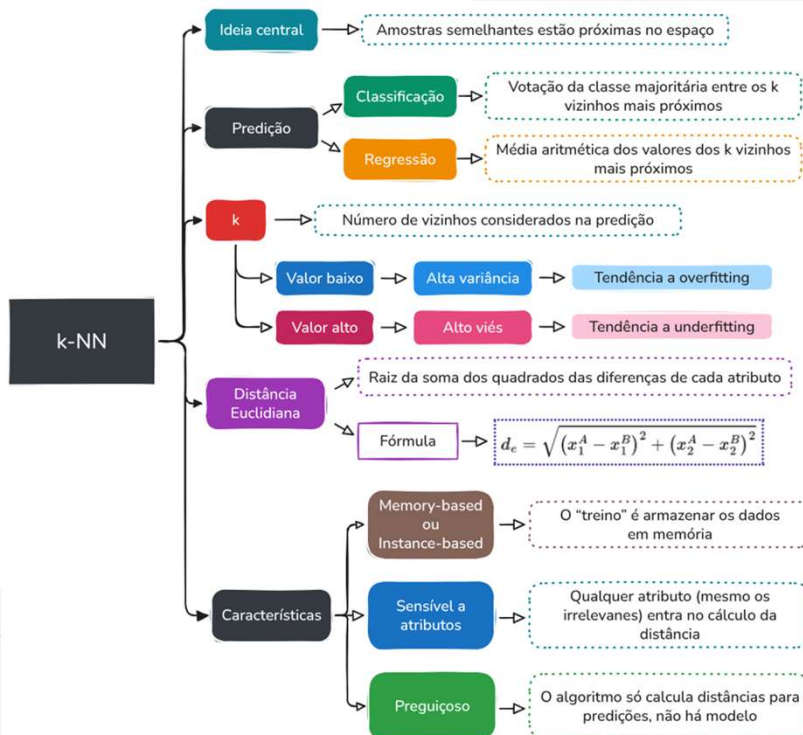 Ideia central
Amostras semelhantes estão próximas no espaço
Predição
Classificação
Votação da classe majoritária entre os k
vizinhos mais próximos
Regressão
Média aritmética dos valores dos k vizinhos
mais próximos
k
Número de vizinhos considerados na predição
Valor baixo
Alta variância
Tendência a overfitting
Valor alto
Alto viés
Tendência a underfitting
k-NN
Distância
Euclidiana
Raiz da soma dos quadrados das diferenças de cada atributo
Fórmula
$d_e = \sqrt{\left(x_1^A - x_1^B\right)^2 + \left(x_2^A - x_2^B\right)^2}$
Características
Memory-based
ou
Instance-based
O “treino” é armazenar os dados
em memória
Sensível a
atributos
Qualquer atributo (mesmo os
irrelevanes) entra no cálculo da
distância
Preguiçoso
O algoritmo só calcula distâncias para
predições, não há modelo